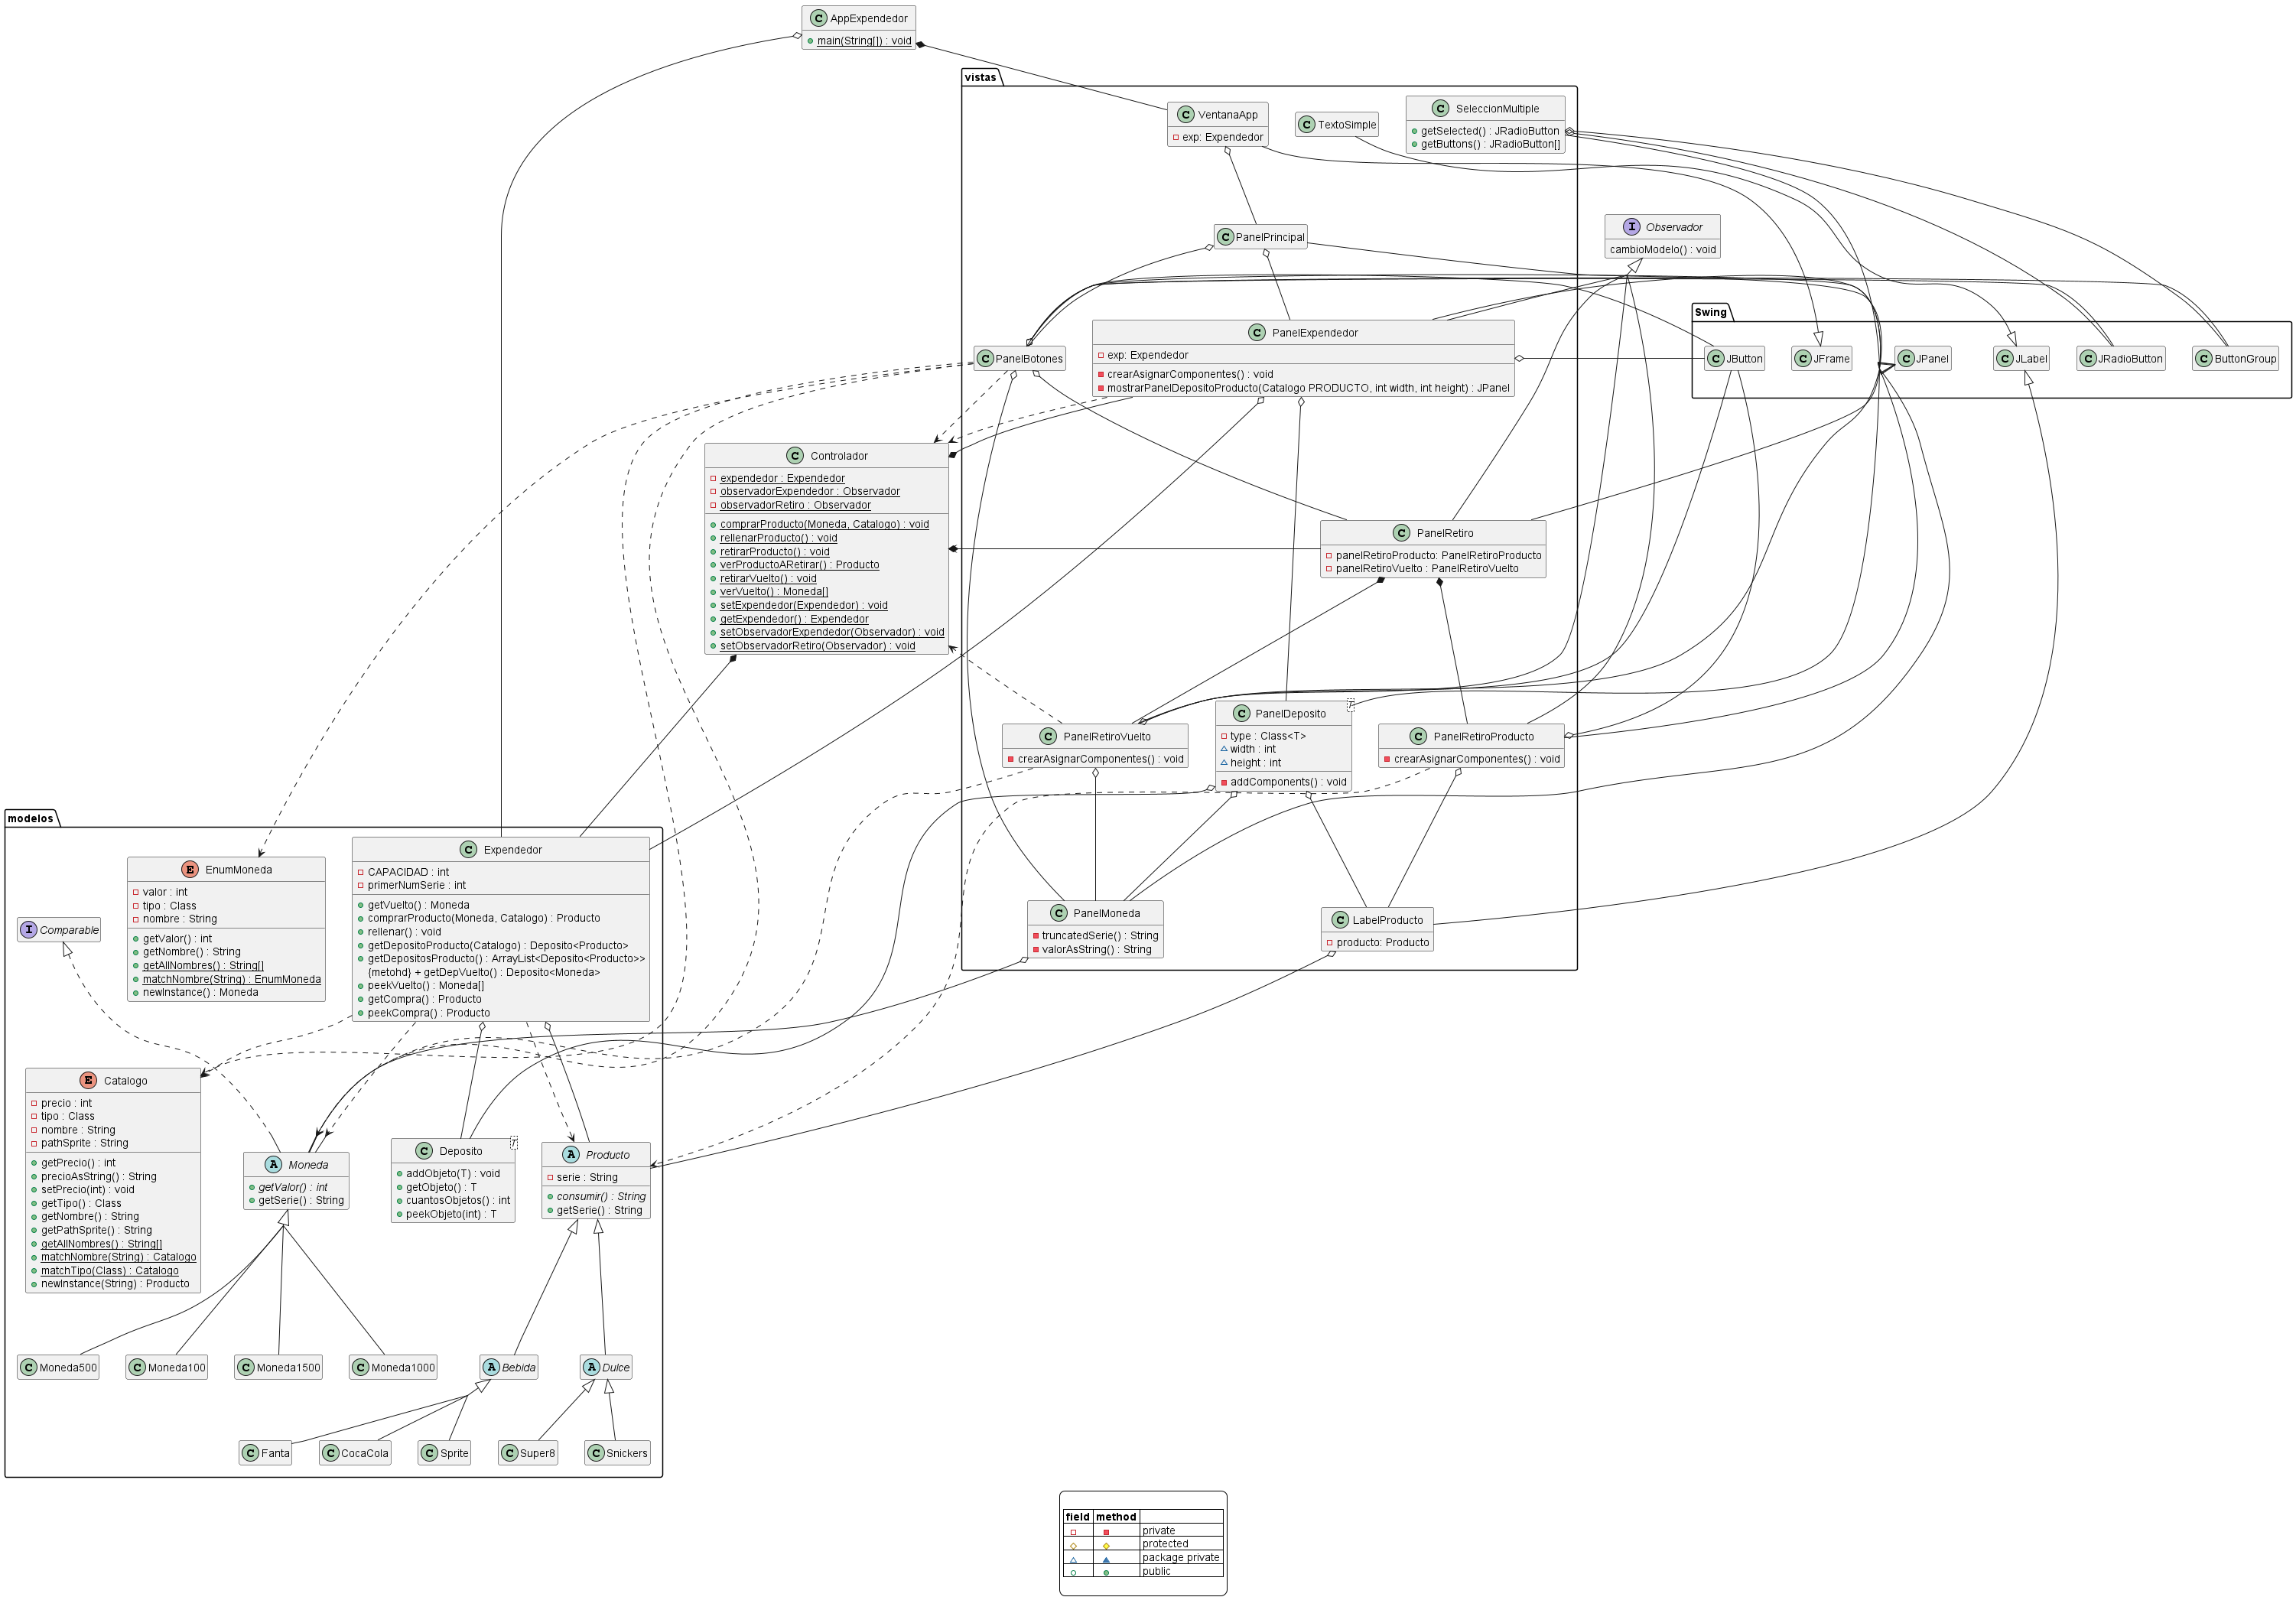 AppExpendedor
main(String[]) : void
vistas
VentanaApp
exp: Expendedor
TextoSimple
SeleccionMultiple
getSelected() : JRadioButton
getButtons() : JRadioButton[]
PanelPrincipal
Observador
cambioModelo() : void
PanelBotones
PanelExpendedor
exp: Expendedor
crearAsignarComponentes() : void
mostrarPanelDepositoProducto(Catalogo PRODUCTO, int width, int height) : JPanel
Swing
JButton
JFrame
JPanel
JLabel
JRadioButton
ButtonGroup
Controlador
expendedor : Expendedor
observadorExpendedor : Observador
observadorRetiro : Observador
comprarProducto(Moneda, Catalogo) : void
rellenarProducto() : void
retirarProducto() : void
verProductoARetirar() : Producto
retirarVuelto() : void
verVuelto() : Moneda[]
setExpendedor(Expendedor) : void
getExpendedor() : Expendedor
setObservadorExpendedor(Observador) : void
setObservadorRetiro(Observador) : void
PanelRetiro
panelRetiroProducto: PanelRetiroProducto
panelRetiroVuelto : PanelRetiroVuelto
PanelRetiroVuelto
crearAsignarComponentes() : void
PanelDeposito
T
type : Class<T>
width : int
height : int
addComponents() : void
PanelRetiroProducto
crearAsignarComponentes() : void
PanelMoneda
truncatedSerie() : String
valorAsString() : String
LabelProducto
producto: Producto
modelos
EnumMoneda
valor : int
tipo : Class
nombre : String
getValor() : int
getNombre() : String
getAllNombres() : String[]
matchNombre(String) : EnumMoneda
newInstance() : Moneda
Expendedor
CAPACIDAD : int
primerNumSerie : int
getVuelto() : Moneda
comprarProducto(Moneda, Catalogo) : Producto
rellenar() : void
getDepositoProducto(Catalogo) : Deposito<Producto>
getDepositosProducto() : ArrayList<Deposito<Producto>>
{metohd} + getDepVuelto() : Deposito<Moneda>
peekVuelto() : Moneda[]
getCompra() : Producto
peekCompra() : Producto
Comparable
Catalogo
precio : int
tipo : Class
nombre : String
pathSprite : String
getPrecio() : int
precioAsString() : String
setPrecio(int) : void
getTipo() : Class
getNombre() : String
getPathSprite() : String
getAllNombres() : String[]
matchNombre(String) : Catalogo
matchTipo(Class) : Catalogo
newInstance(String) : Producto
Moneda
getValor() : int
getSerie() : String
Deposito
T
addObjeto(T) : void
getObjeto() : T
cuantosObjetos() : int
peekObjeto(int) : T
Producto
serie : String
consumir() : String
getSerie() : String
Moneda500
Moneda100
Moneda1500
Moneda1000
Bebida
Dulce
Fanta
CocaCola
Sprite
Super8
Snickers
field method
private
protected
package private
public